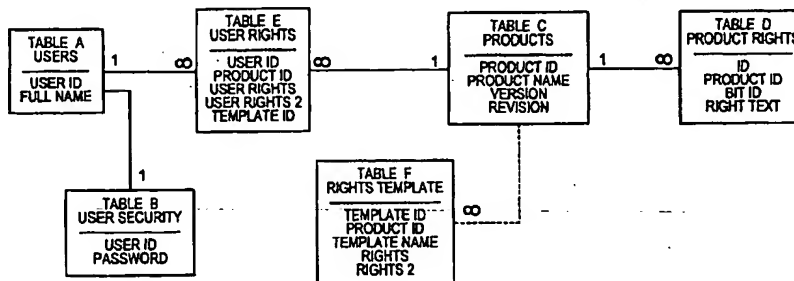 TABLE A
USERS
USER ID
FULL NAME
1
∞
TABLE E
USER RIGHTS
USER ID
PRODUCT ID
USER RIGHTS
USER RIGHTS 2
TEMPLATE ID
∞
1
TABLE C
PRODUCTS
PRODUCT ID
PRODUCT NAME
VERSION
REVISION
1
∞
TABLE D
PRODUCT RIGHTS
ID
PRODUCT ID
BIT ID
RIGHT TEXT
1
TABLE B
USER SECURITY
USER ID
PASSWORD
TABLE F
RIGHTS TEMPLATE
TEMPLATE ID
PRODUCT ID
TEMPLATE NAME
RIGHTS
RIGHTS 2
∞